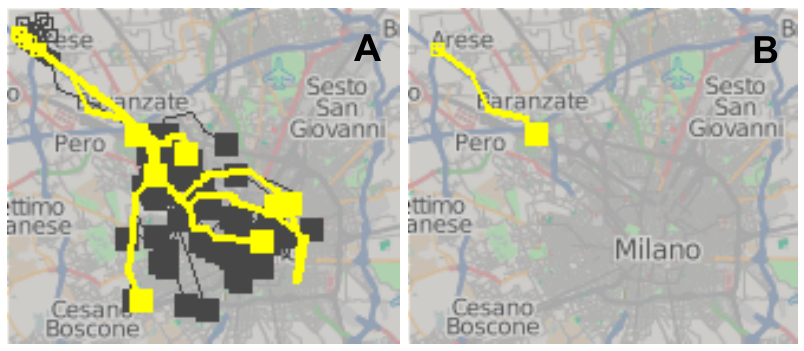 A
ese
Baranzate
Sesto
San
Giovanni
Pero
ettimo
anese
Cesano
Boscone
B
Arese
Baranzate
Sesto
San
Giovanni
Pero
ettimo
anese
Milano
Cesano
Boscone